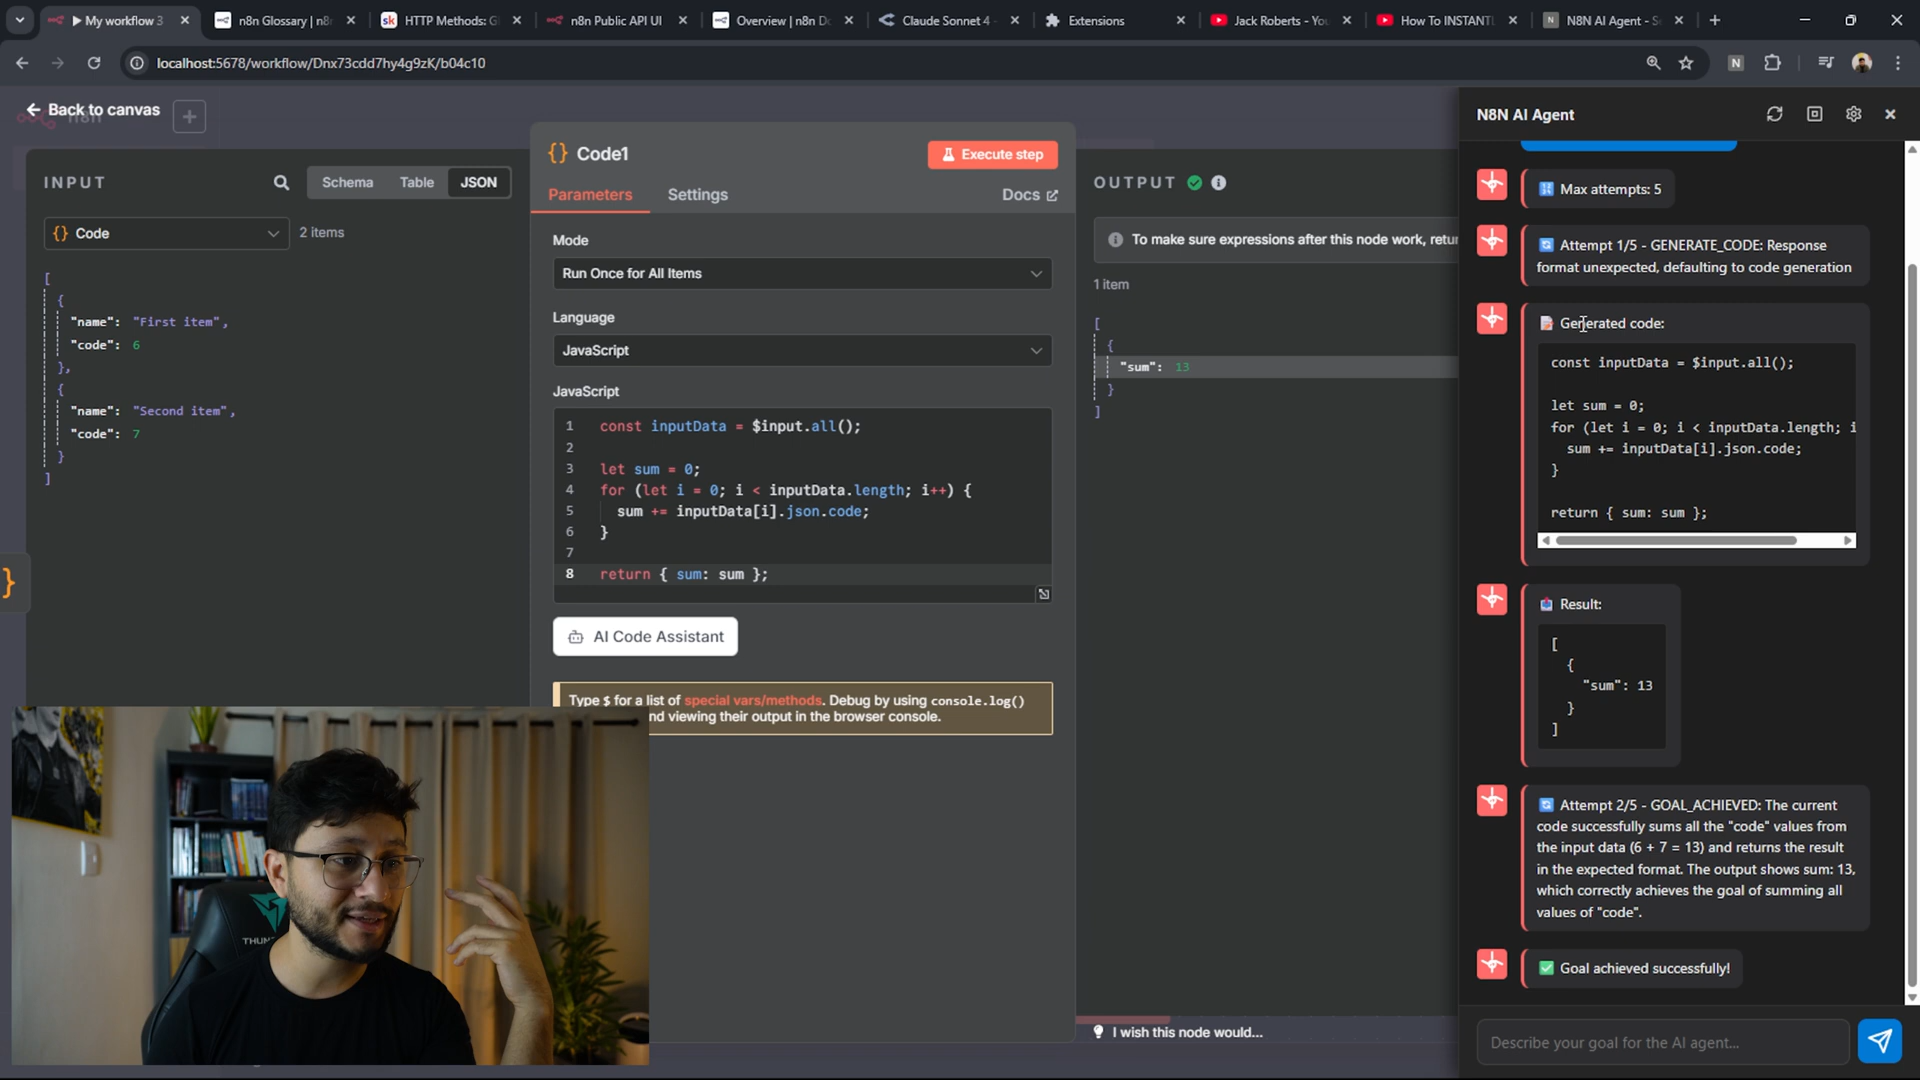 My workflow 3
n8n Glossary | n8n
HTTP Methods: G
n8n Public API UI
Overview | n8n Do
Claude Sonnet 4 -
Extensions
Jack Roberts - You
How To INSTANTL
N8N AI Agent - S
localhost:5678/workflow/Dnx73cdd7hy4g9zK/b04c10
N
Back to canvas
n8n
INPUT
Schema
Table
JSON
Code
2 items
[
{
"name": "First item",
"code": 6
},
{
"name": "Second item",
"code": 7
}
]
Code1
Execute step
Parameters
Settings
Docs
Mode
Run Once for All Items
Language
JavaScript
JavaScript
1 const inputData = $input.all();
2
3 let sum = 0;
4 for (let i = 0; i < inputData.length; i++) {
5 sum += inputData[i].json.code;
6 }
7
8 return { sum: sum };
AI Code Assistant
Type $ for a list of special vars/methods. Debug by using console.log()
nd viewing their output in the browser console.
OUTPUT
To make sure expressions after this node work, retur
1 item
[
{
"sum": 13
}
]
I wish this node would...
N8N AI Agent
Max attempts: 5
Attempt 1/5 - GENERATE_CODE: Response
format unexpected, defaulting to code generation
Generated code:
const inputData = $input.all();
let sum = 0;
for (let i = 0; i < inputData.length; i
sum += inputData[i].json.code;
}
return { sum: sum };
Result:
[
{
"sum": 13
}
]
Attempt 2/5 - GOAL_ACHIEVED: The current
code successfully sums all the "code" values from
the input data (6 + 7 = 13) and returns the result
in the expected format. The output shows sum: 13,
which correctly achieves the goal of summing all
values of "code".
Goal achieved successfully!
Describe your goal for the AI agent...
THUN